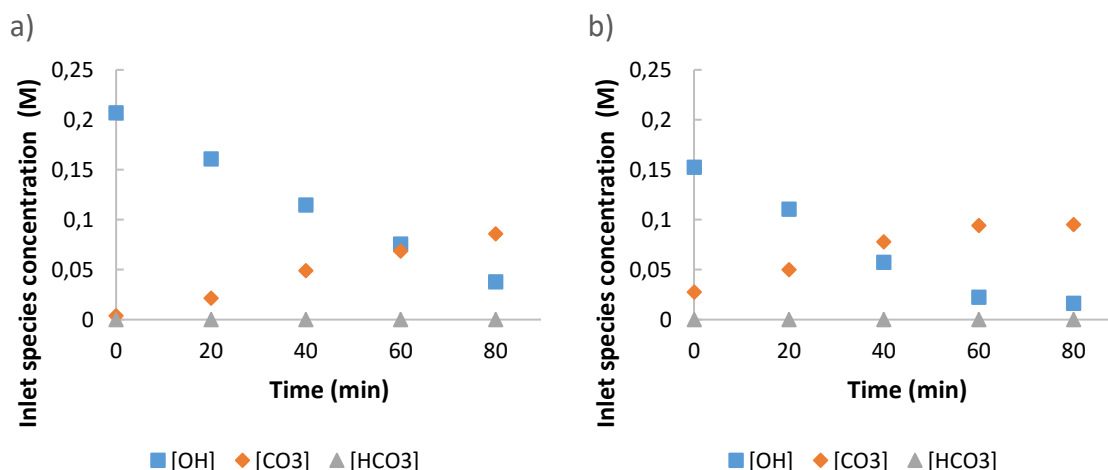 a)
Inlet species concentration (M)
0,25
0,2
0,15
0,1
0,05
0
0 20 40 60 80
Time (min)
[OH] [CO3] [HCO3]
b)
Inlet species concentration (M)
0,25
0,2
0,15
0,1
0,05
0
0 20 40 60 80
Time (min)
[OH] [CO3] [HCO3]